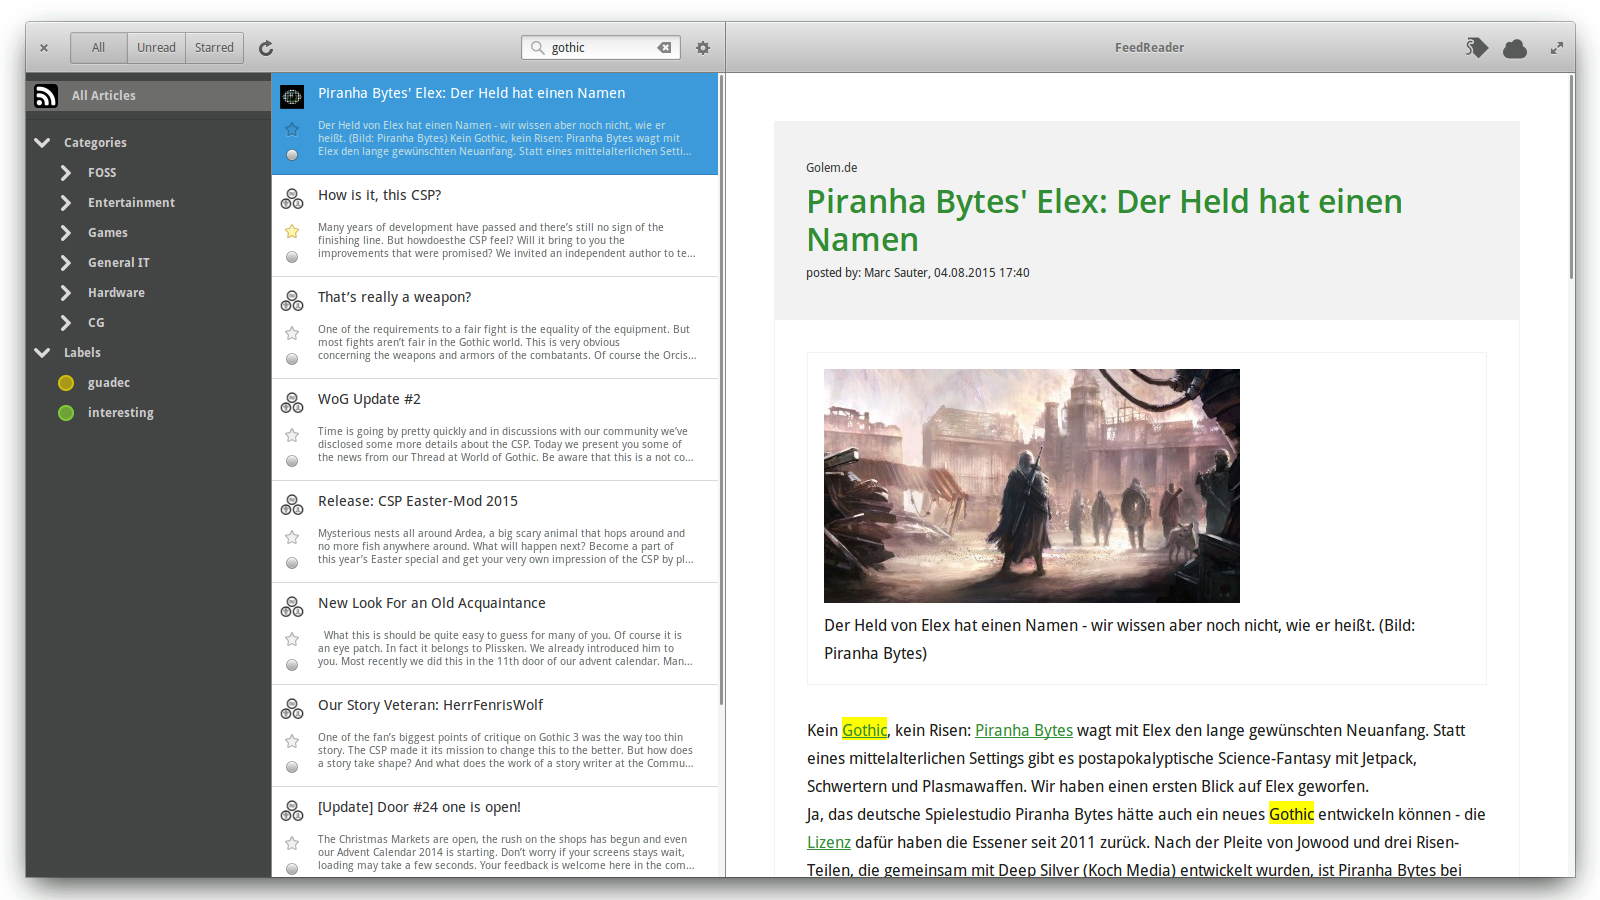 All
Unread
Starred
gothic
FeedReader
All Articles
Categories
FOSS
Entertainment
Games
General IT
Hardware
CG
Labels
guadec
interesting
Piranha Bytes' Elex: Der Held hat einen Namen
Der Held von Elex hat einen Namen - wir wissen aber noch nicht, wie er
heißt. (Bild: Piranha Bytes) Kein Gothic, kein Risen: Piranha Bytes wagt mit
Elex den lange gewünschten Neuanfang. Statt eines mittelalterlichen Setti...
How is it, this CSP?
Many years of development have passed and there's still no sign of the
finishing line. But howdoesthe CSP feel? Will it bring to you the
improvements that were promised? We invited an independent author to te...
That’s really a weapon?
One of the requirements to a fair fight is the equality of the equipment. But
most fights aren’t fair in the Gothic world. This is very obvious
concerning the weapons and armors of the combatants. Of course the Orcis...
WoG Update #2
Time is going by pretty quickly and in discussions with our community we’ve
disclosed some more details about the CSP. Today we present you some of
the news from our Thread at World of Gothic. Be aware that this is a not co...
Release: CSP Easter-Mod 2015
Mysterious nests all around Ardea, a big scary animal that hops around and
no more fish anywhere around. What will happen next? Become a part of
this year’s Easter special and get your very own impression of the CSP by pl...
New Look For an Old Acquaintance
What this is should be quite easy to guess for many of you. Of course it is
an eye patch. In fact it belongs to Plissken. We already introduced him to
you. Most recently we did this in the 11th door of our advent calendar. Man...
Our Story Veteran: HerrFenrisWolf
One of the fan’s biggest points of critique on Gothic 3 was the way too thin
story. The CSP made it its mission to change this to the better. But how does
a story take shape? And what does the work of a story writer at the Commu...
[Update] Door #24 one is open!
The Christmas Markets are open, the rush on the shops has begun and even
our Advent Calendar 2014 is starting. Don’t worry if your screens stays wait,
loading may take a few seconds. Your feedback is welcome here in the com...
Golem.de
Piranha Bytes' Elex: Der Held hat einen
Namen
posted by: Marc Sauter, 04.08.2015 17:40
Der Held von Elex hat einen Namen - wir wissen aber noch nicht, wie er heißt. (Bild:
Piranha Bytes)
Kein Gothic, kein Risen: Piranha Bytes wagt mit Elex den lange gewünschten Neuanfang. Statt
eines mittelalterlichen Settings gibt es postapokalyptische Science-Fantasy mit Jetpack,
Schwertern und Plasmawaffen. Wir haben einen ersten Blick auf Elex geworfen.
Ja, das deutsche Spielestudio Piranha Bytes hätte auch ein neues Gothic entwickeln können - die
Lizenz dafür haben die Essener seit 2011 zurück. Nach der Pleite von Jowood und drei Risen-
Teilen, die gemeinsam mit Deep Silver (Koch Media) entwickelt wurden, ist Piranha Bytes bei